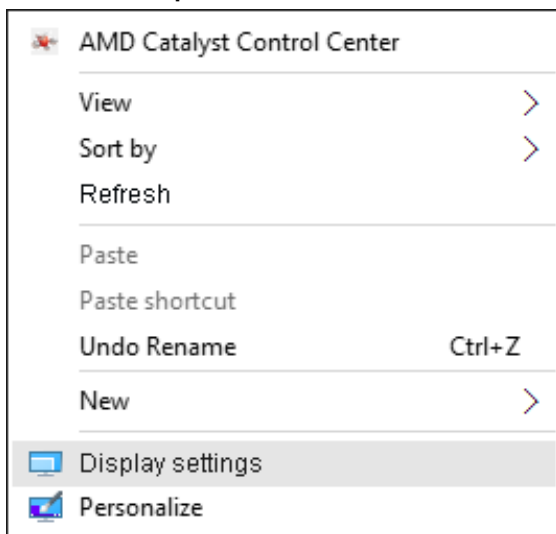 AMD Catalyst Control Center
View
Sort by
Refresh
Paste
Paste shortcut
Undo Rename Ctrl+Z
New
Display settings
Personalize